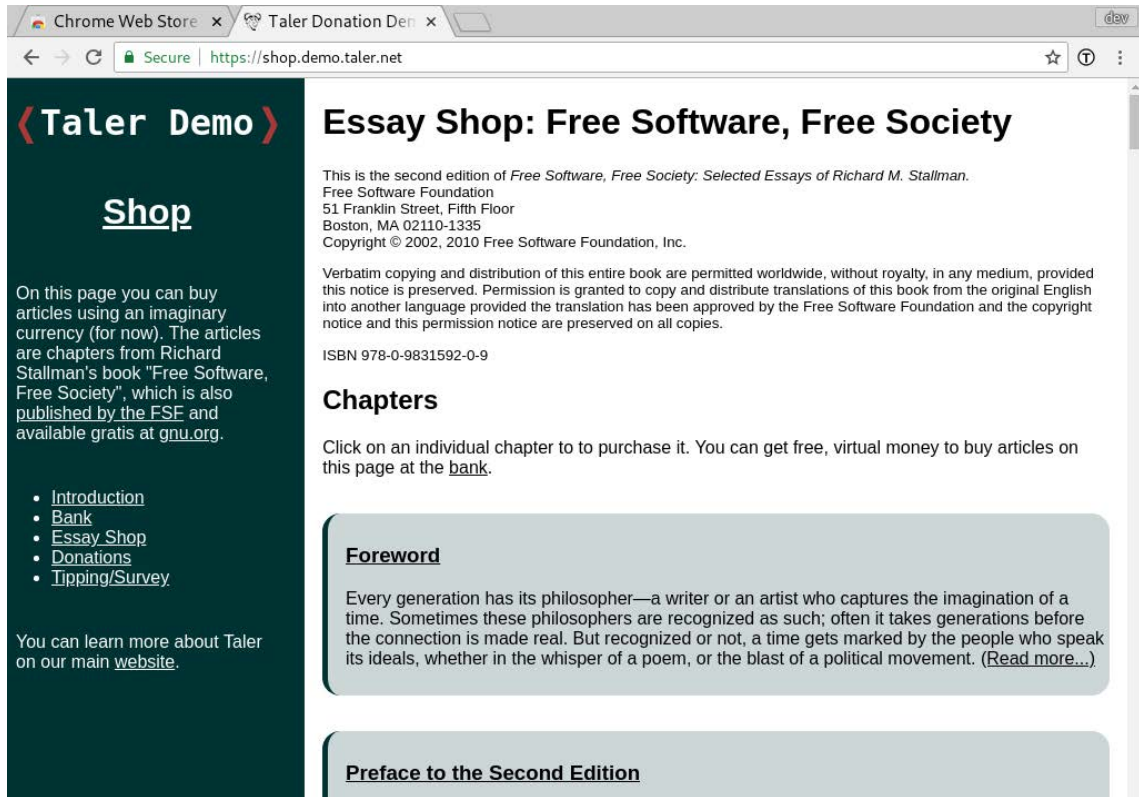 Chrome Web Store
Taler Donation Den
dev
Secure
https://shop.demo.taler.net
❬Taler Demo❭
Shop
On this page you can buy
articles using an imaginary
currency (for now). The articles
are chapters from Richard
Stallman's book "Free Software,
Free Society", which is also
published by the FSF and
available gratis at gnu.org.
• Introduction
• Bank
• Essay Shop
• Donations
• Tipping/Survey
You can learn more about Taler
on our main website.
Essay Shop: Free Software, Free Society
This is the second edition of Free Software, Free Society: Selected Essays of Richard M. Stallman.
Free Software Foundation
51 Franklin Street, Fifth Floor
Boston, MA 02110-1335
Copyright © 2002, 2010 Free Software Foundation, Inc.
Verbatim copying and distribution of this entire book are permitted worldwide, without royalty, in any medium, provided
this notice is preserved. Permission is granted to copy and distribute translations of this book from the original English
into another language provided the translation has been approved by the Free Software Foundation and the copyright
notice and this permission notice are preserved on all copies.
ISBN 978-0-9831592-0-9
Chapters
Click on an individual chapter to to purchase it. You can get free, virtual money to buy articles on
this page at the bank.
Foreword
Every generation has its philosopher—a writer or an artist who captures the imagination of a
time. Sometimes these philosophers are recognized as such; often it takes generations before
the connection is made real. But recognized or not, a time gets marked by the people who speak
its ideals, whether in the whisper of a poem, or the blast of a political movement. (Read more...)
Preface to the Second Edition